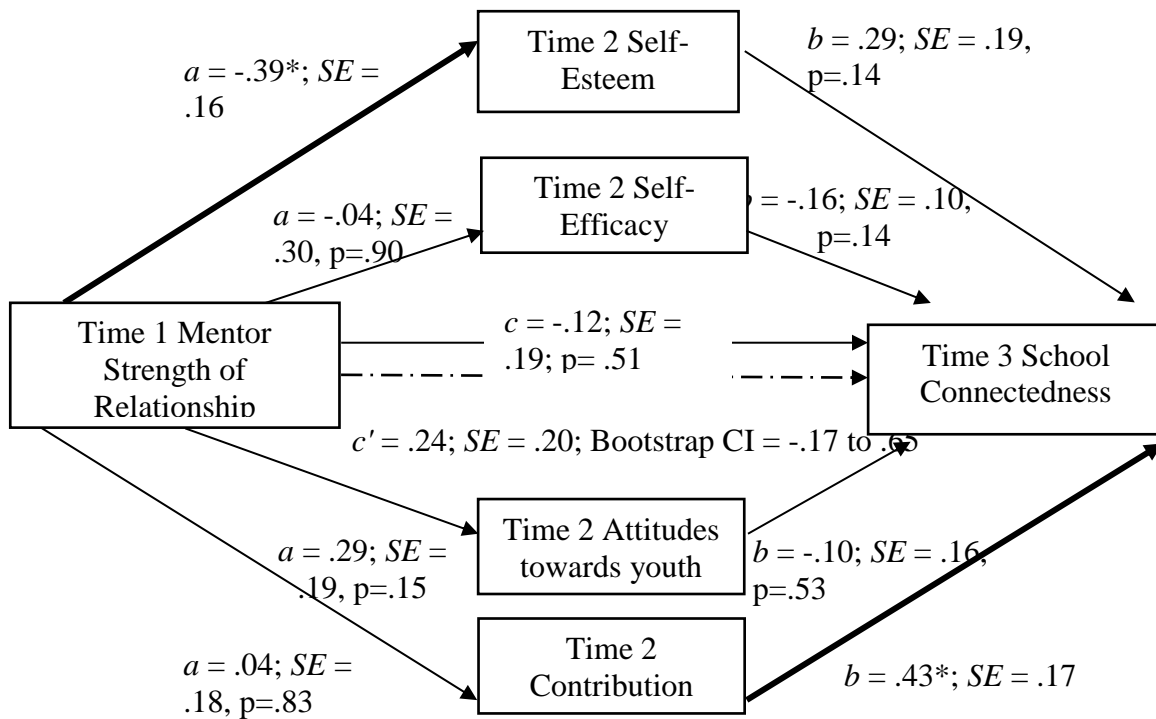 Time 2 Self-
Esteem
a = -.39*; SE =
.16
b = .29; SE = .19,
p=.14
Time 2 Self-
Efficacy
a = -.04; SE =
.30, p=.90
= -.16; SE = .10,
p=.14
Time 1 Mentor
Strength of
Relationship
c = -.12; SE =
.19; p= .51
Time 3 School
Connectedness
c' = .24; SE = .20; Bootstrap CI = -.17 to .65
Time 2 Attitudes
towards youth
a = .29; SE =
.19, p=.15
b = -.10; SE = .16,
p=.53
Time 2
Contribution
a = .04; SE =
.18, p=.83
b = .43*; SE = .17